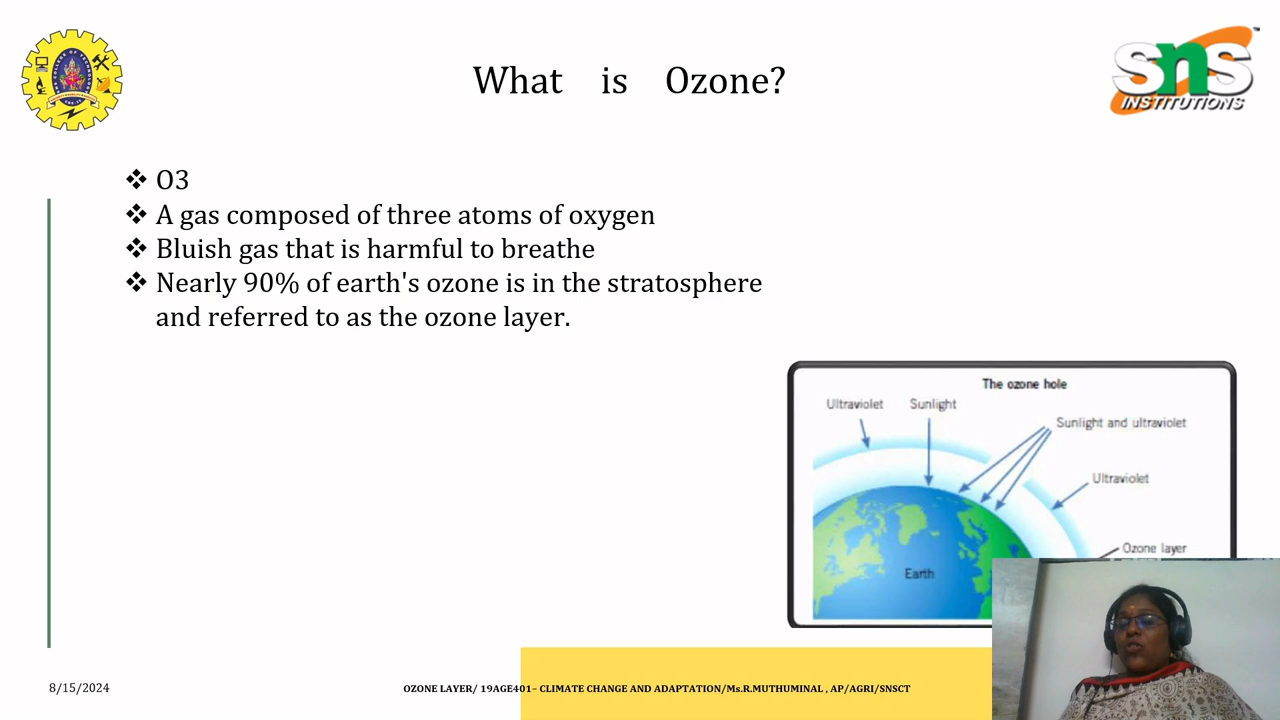 What is Ozone?
sns
INSTITUTIONS
❖ O3
❖ A gas composed of three atoms of oxygen
❖ Bluish gas that is harmful to breathe
❖ Nearly 90% of earth's ozone is in the stratosphere
and referred to as the ozone layer.
The ozone hole
Ultraviolet
Sunlight
Sunlight and ultraviolet
Ultraviolet
Ozone layer
Earth
8/15/2024
OZONE LAYER/ 19AGE401– CLIMATE CHANGE AND ADAPTATION/Ms.R.MUTHUMINAL , AP/AGRI/SNSCT